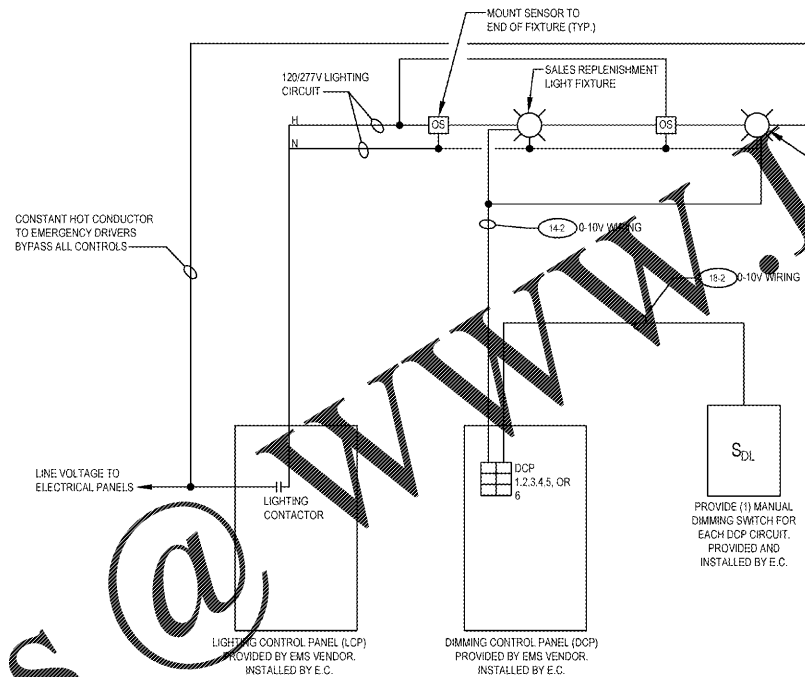 MOUNT SENSOR TO
END OF FIXTURE (TYP.)
120/277V LIGHTING
CIRCUIT
SALES REPLENISHMENT
LIGHT FIXTURE
H
OS
OS
N
CONSTANT HOT CONDUCTOR
TO EMERGENCY DRIVERS
BYPASS ALL CONTROLS
14-2
0-10V WIRING
18-2
0-10V WIRING
LINE VOLTAGE TO
ELECTRICAL PANELS
LIGHTING
CONTACTOR
DCP
1,2,3,4,5, OR
6
SDL
PROVIDE (1) MANUAL
DIMMING SWITCH FOR
EACH DCP CIRCUIT.
PROVIDED AND
INSTALLED BY E.C.
LIGHTING CONTROL PANEL (LCP)
PROVIDED BY EMS VENDOR.
INSTALLED BY E.C.
DIMMING CONTROL PANEL (DCP)
PROVIDED BY EMS VENDOR.
INSTALLED BY E.C.
s @ www.j